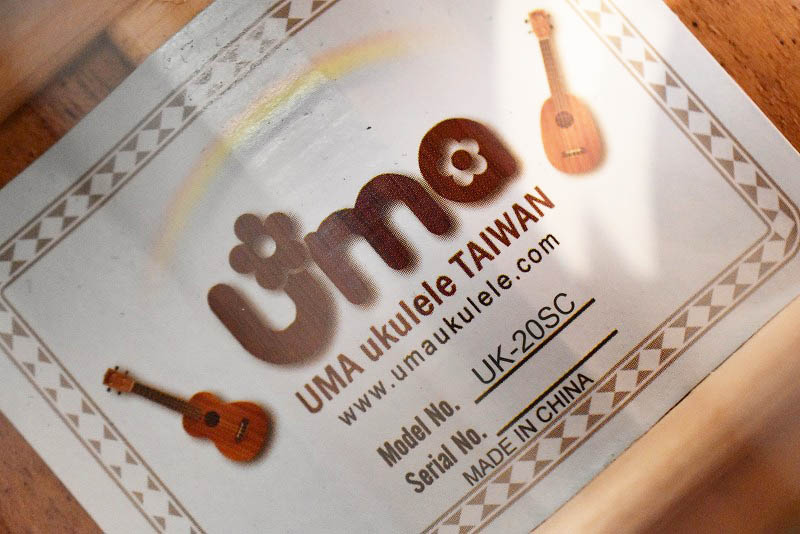 uma
UMA ukulele TAIWAN
www.umaukulele.com
Model No. UK-20SC
Serial No.
MADE IN CHINA